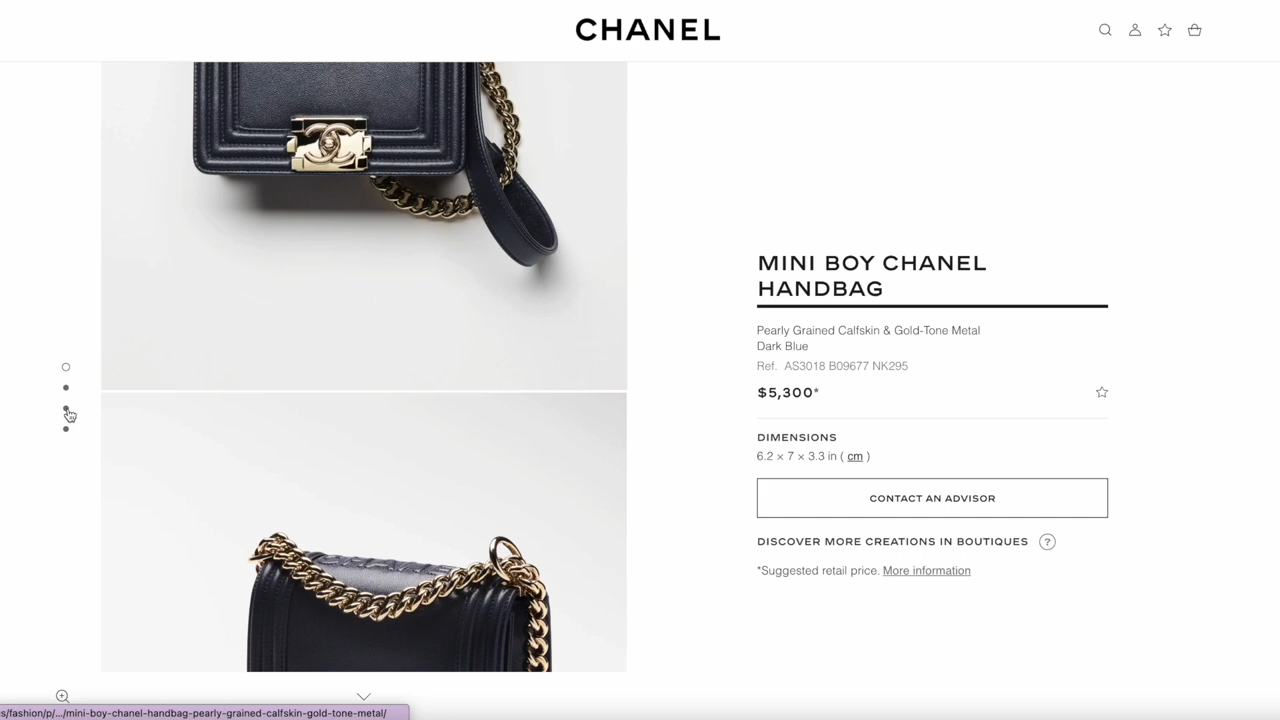 CHANEL
MINI BOY CHANEL
HANDBAG
Pearly Grained Calfskin & Gold-Tone Metal
Dark Blue
Ref. AS3018 B09677 NK295
$5,300*
DIMENSIONS
6.2 × 7 × 3.3 in ( cm )
CONTACT AN ADVISOR
DISCOVER MORE CREATIONS IN BOUTIQUES ?
*Suggested retail price. More information
s/fashion/p/.../mini-boy-chanel-handbag-pearly-grained-calfskin-gold-tone-metal/